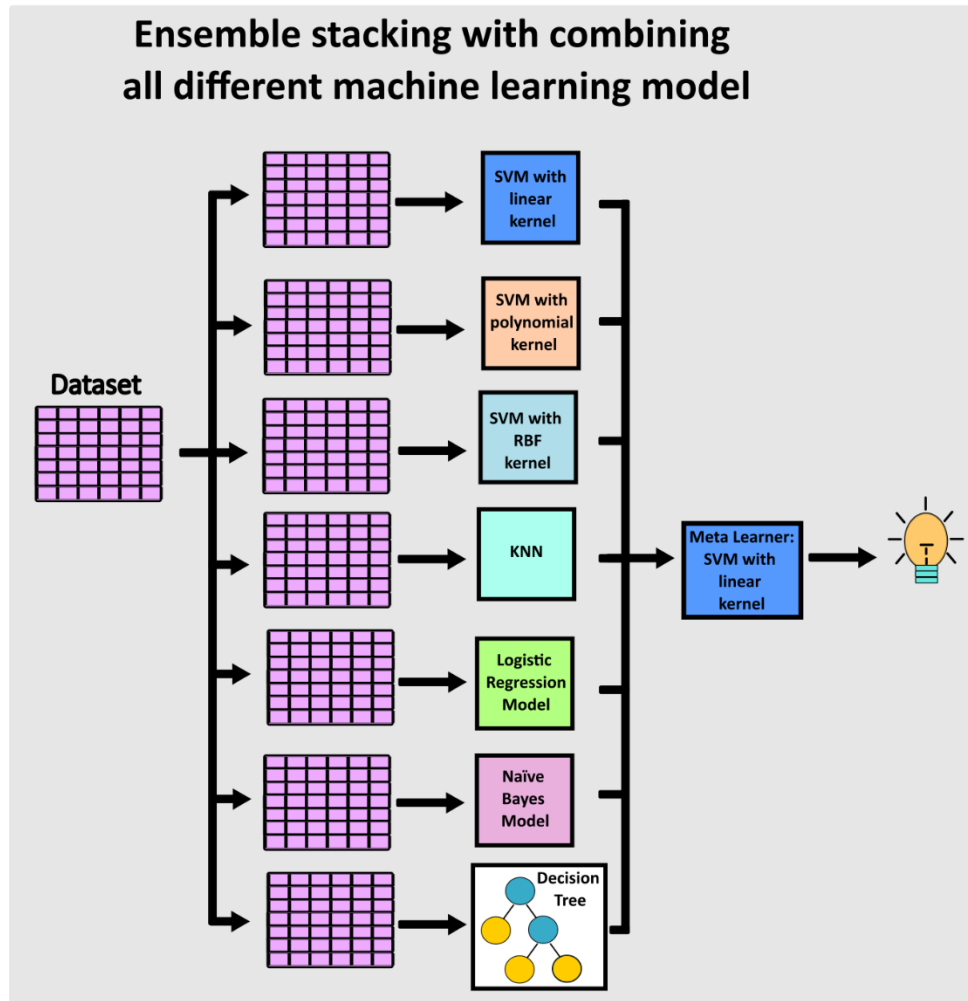 Ensemble stacking with combining
all different machine learning model
SVM with
linear
kernel
SVM with
polynomial
kernel
Dataset
SVM with
RBF
kernel
KNN
Meta Learner:
SVM with
linear
kernel
Logistic
Regression
Model
Naïve
Bayes
Model
Decision
Tree